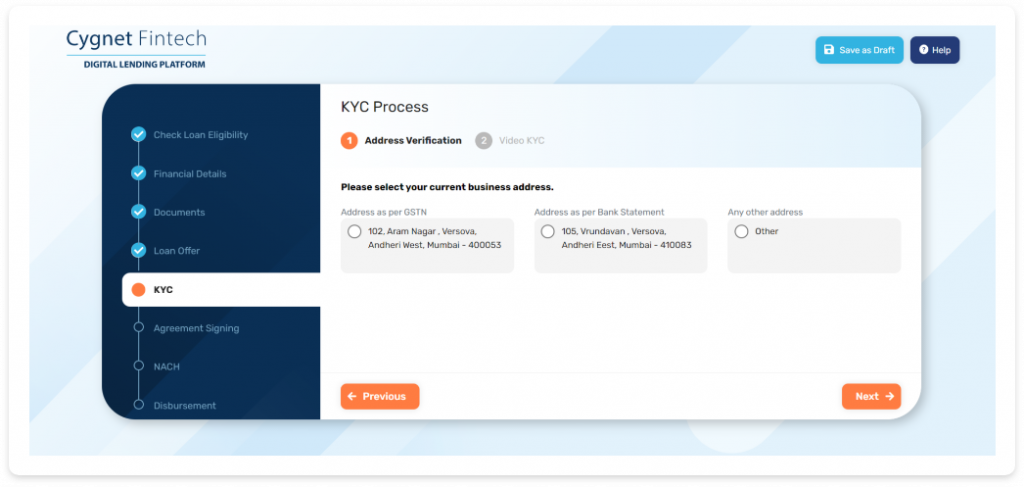 Cygnet Fintech
DIGITAL LENDING PLATFORM
Save as Draft
Help
Check Loan Eligibility
Financial Details
Documents
Loan Offer
KYC
Agreement Signing
NACH
Disbursement
KYC Process
1 Address Verification
2 Video KYC
Please select your current business address.
Address as per GSTN
102, Aram Nagar , Versova,
Andheri West, Mumbai - 400053
Address as per Bank Statement
105, Vrundavan , Versova,
Andheri Eest, Mumbai - 410083
Any other address
Other
Previous
Next